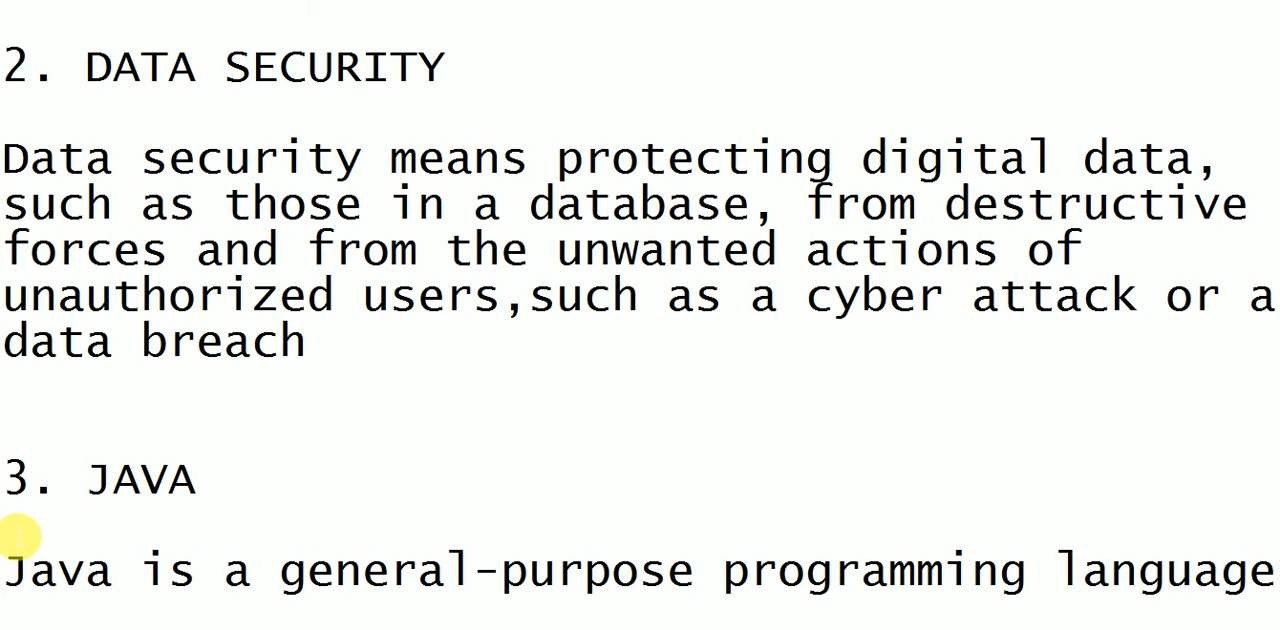 2. DATA SECURITY
Data security means protecting digital data,
such as those in a database, from destructive
forces and from the unwanted actions of
unauthorized users,such as a cyber attack or a
data breach
3. JAVA
Java is a general-purpose programming language